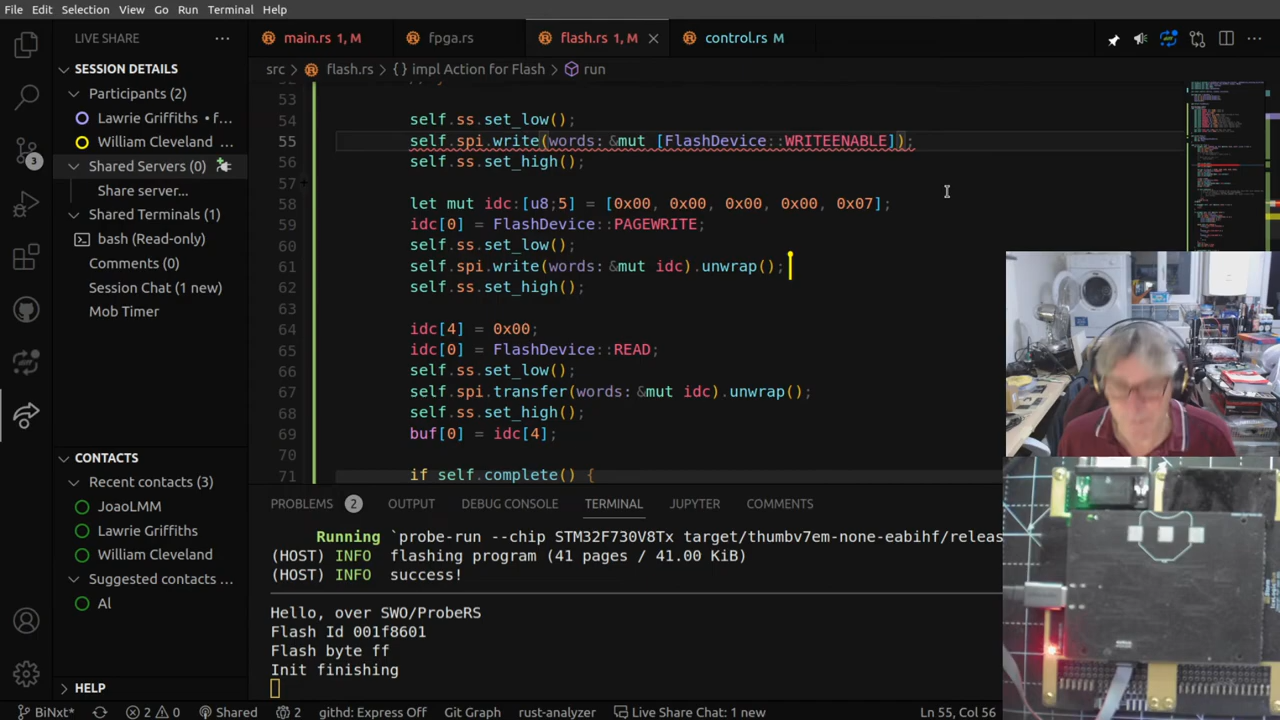 File Edit Selection View Go Run Terminal Help
LIVE SHARE
main.rs 1, M
fpga.rs
flash.rs 1, M
control.rs M
SESSION DETAILS
src > flash.rs > {} impl Action for Flash > run
Participants (2)
Lawrie Griffiths • f...
William Cleveland ...
Shared Servers (0)
Share server...
Shared Terminals (1)
bash (Read-only)
Comments (0)
Session Chat (1 new)
Mob Timer
3
53
54 self.ss.set_low();
55 self.spi.write(words: &mut [FlashDevice::WRITEENABLE]);
56 self.ss.set_high();
57
58 let mut idc:[u8;5] = [0x00, 0x00, 0x00, 0x00, 0x07];
59 idc[0] = FlashDevice::PAGEWRITE;
60 self.ss.set_low();
61 self.spi.write(words: &mut idc).unwrap();
62 self.ss.set_high();
63
64 idc[4] = 0x00;
65 idc[0] = FlashDevice::READ;
66 self.ss.set_low();
67 self.spi.transfer(words: &mut idc).unwrap();
68 self.ss.set_high();
69 buf[0] = idc[4];
70
71 if self.complete() {
CONTACTS
Recent contacts (3)
JoaoLMM
Lawrie Griffiths
William Cleveland
Suggested contacts ...
Al
HELP
PROBLEMS 2 OUTPUT DEBUG CONSOLE TERMINAL JUPYTER COMMENTS
Running `probe-run --chip STM32F730V8Tx target/thumbv7em-none-eabihf/releas
(HOST) INFO flashing program (41 pages / 41.00 KiB)
(HOST) INFO success!
Hello, over SWO/ProbeRS
Flash Id 001f8601
Flash byte ff
Init finishing
BiNxt* 2 0 Shared 2 githd: Express Off Git Graph rust-analyzer Live Share Chat: 1 new Ln 55, Col 56